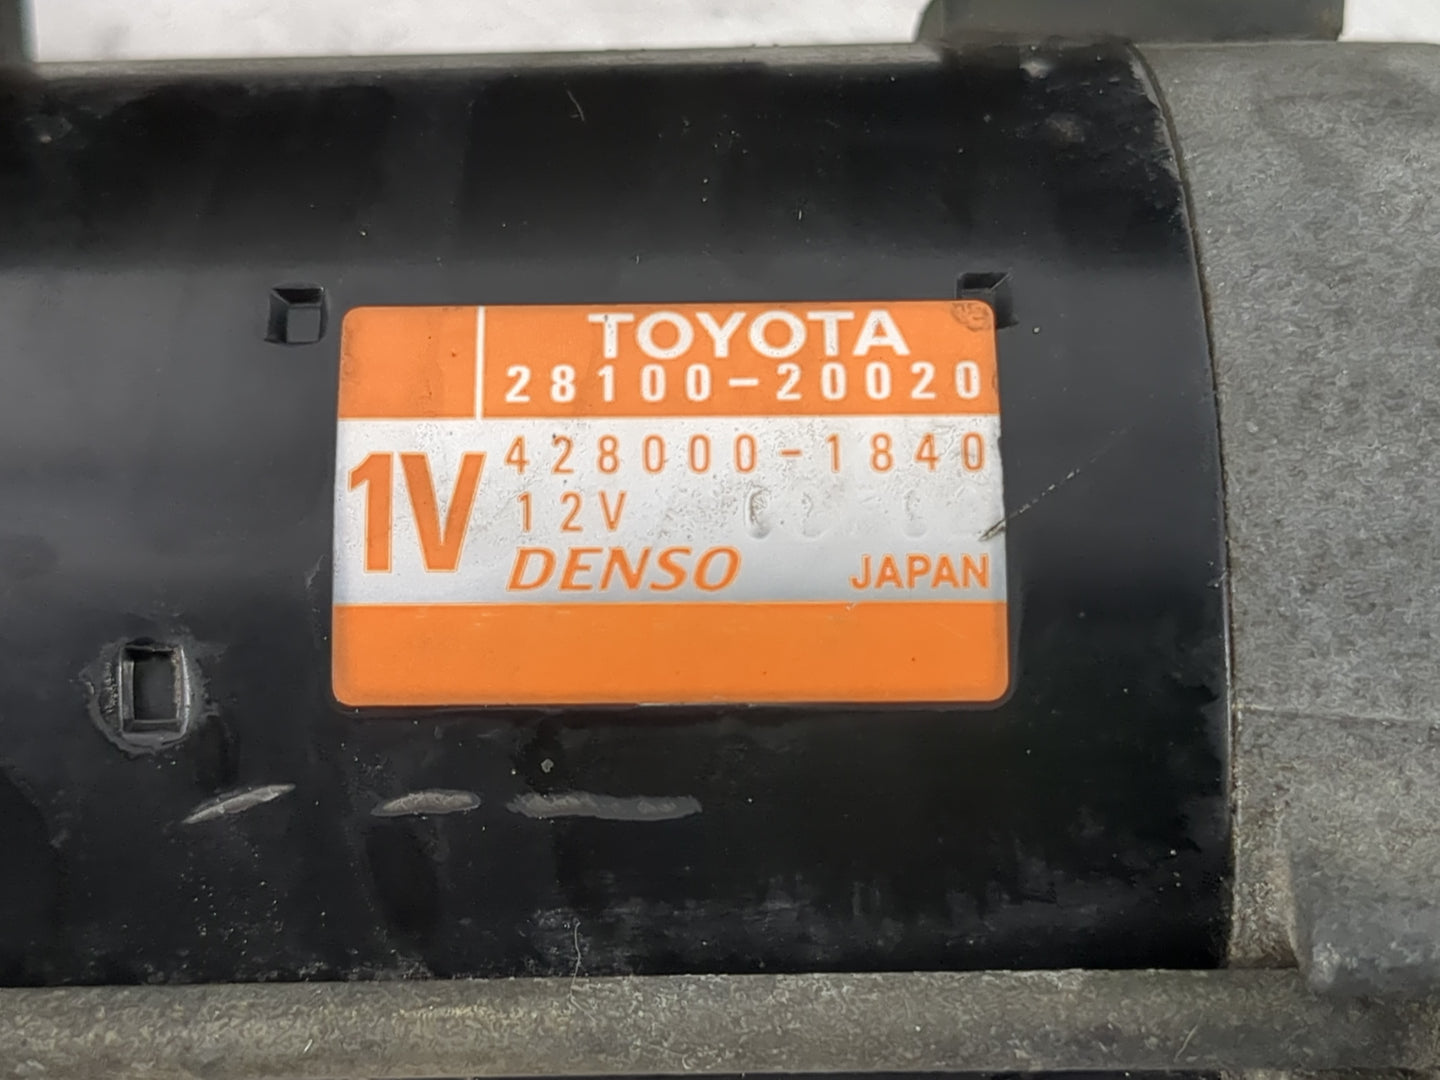 TOYOTA
28100-20020
1V
428000-1840
12V
DENSO JAPAN